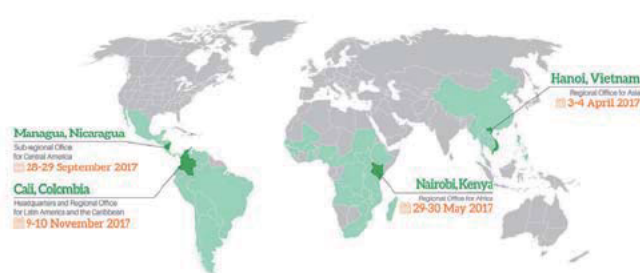 Hanoi, Vietnam
Regional Office for Asia
3-4 April 2017
Managua, Nicaragua
Sub-regional Office
for Central America
28-29 September 2017
Cali, Colombia
Headquarters and Regional Office
for Latin America and the Caribbean
9-10 November 2017
Nairobi, Kenya
Regional Office for Africa
29-30 May 2017